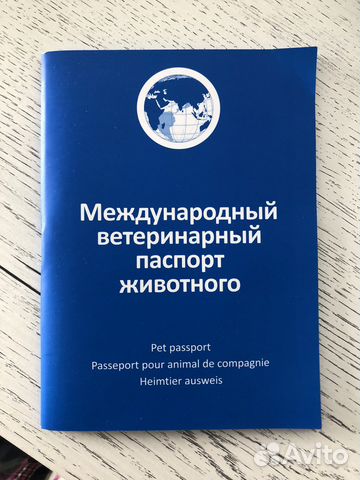 Международный
ветеринарный
паспорт
животного
Pet passport
Passeport pour animal de compagnie
Heimtier ausweis
Avito